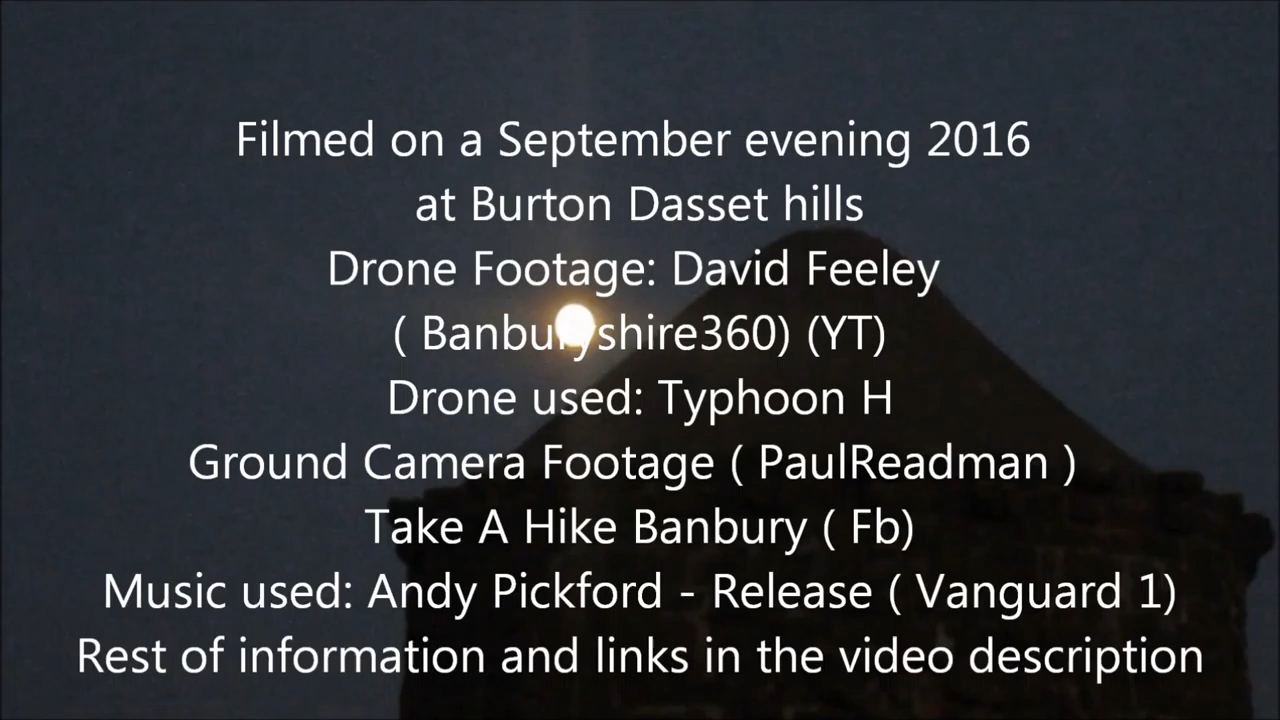 Filmed on a September evening 2016
at Burton Dasset hills
Drone Footage: David Feeley
( Banburyshire360) (YT)
Drone used: Typhoon H
Ground Camera Footage ( PaulReadman )
Take A Hike Banbury ( Fb)
Music used: Andy Pickford - Release ( Vanguard 1)
Rest of information and links in the video description